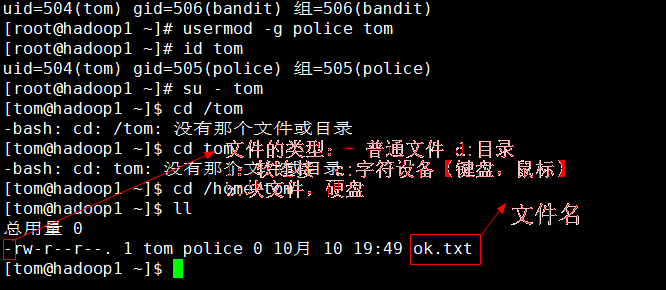 uid=504(tom) gid=506(bandit) 组=506(bandit)
[root@hadoop1 ~]# usermod -g police tom
[root@hadoop1 ~]# id tom
uid=504(tom) gid=505(police) 组=505(police)
[root@hadoop1 ~]# su - tom
[tom@hadoop1 ~]$ cd /tom
-bash: cd: /tom: 没有那个文件或目录
[tom@hadoop1 ~]$ cd tom
文件的类型：- 普通文件 d:目录
-bash: cd: tom: 没有那个文件或目录
软链接 :字符设备【键盘，鼠标】
[tom@hadoop1 ~]$ cd /home/tom
块文件，硬盘
[tom@hadoop1 ~]$ ll
文件名
总用量 0
-rw-r--r--. 1 tom police 0 10月 10 19:49 ok.txt
[tom@hadoop1 ~]$